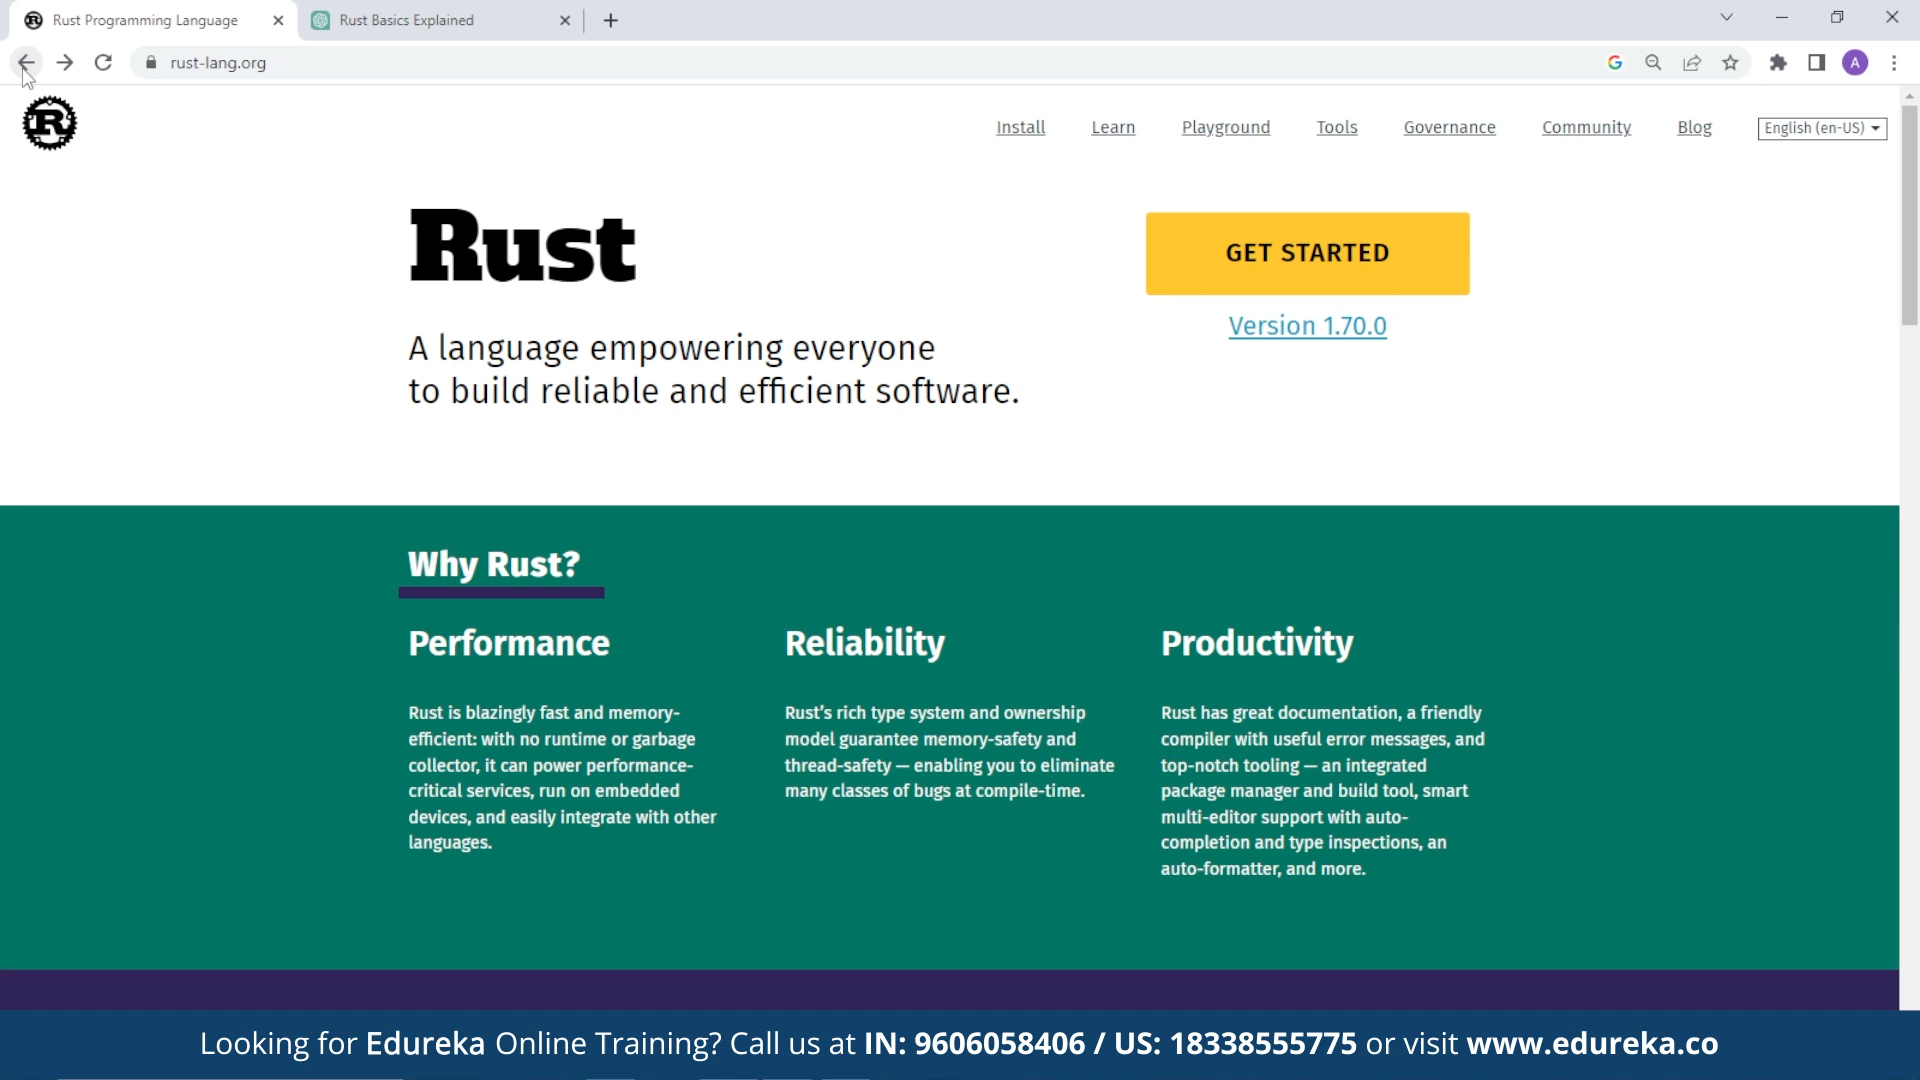 Rust Programming Language
Rust Basics Explained
rust-lang.org
A
R
Install Learn Playground Tools Governance Community Blog English (en-US)
Rust
GET STARTED
Version 1.70.0
A language empowering everyone
to build reliable and efficient software.
Why Rust?
Performance
Rust is blazingly fast and memory-
efficient: with no runtime or garbage
collector, it can power performance-
critical services, run on embedded
devices, and easily integrate with other
languages.
Reliability
Rust’s rich type system and ownership
model guarantee memory-safety and
thread-safety — enabling you to eliminate
many classes of bugs at compile-time.
Productivity
Rust has great documentation, a friendly
compiler with useful error messages, and
top-notch tooling — an integrated
package manager and build tool, smart
multi-editor support with auto-
completion and type inspections, an
auto-formatter, and more.
Looking for Edureka Online Training? Call us at IN: 9606058406 / US: 18338555775 or visit www.edureka.co